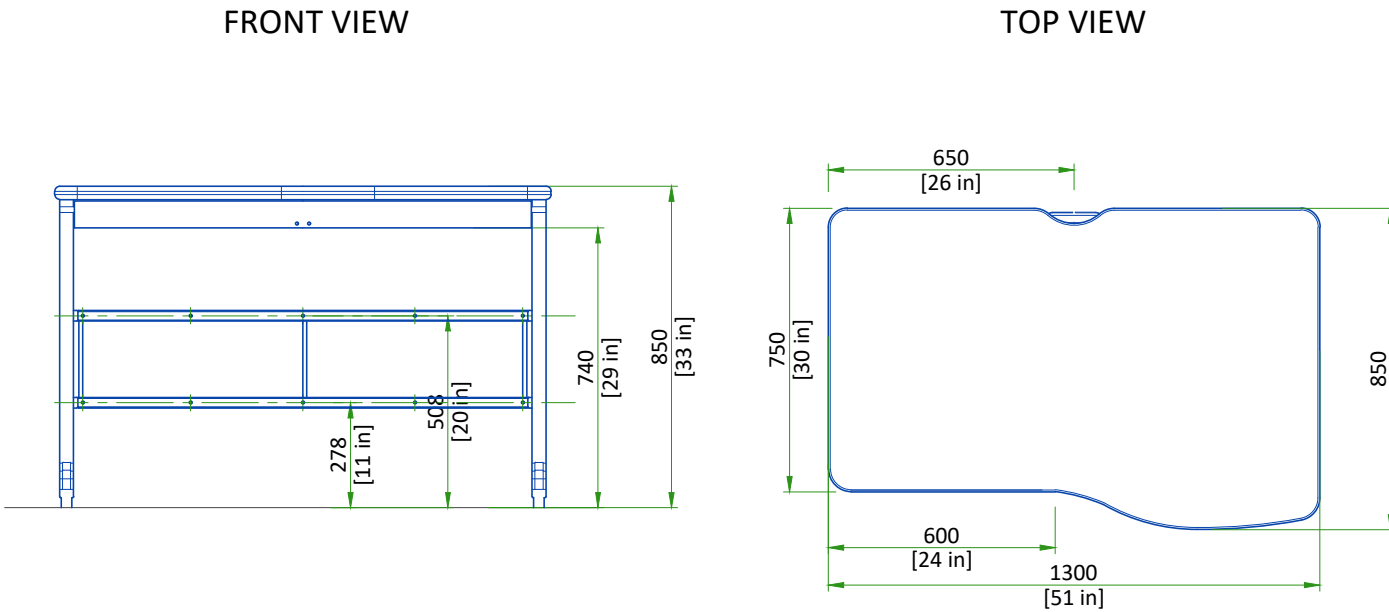 FRONT VIEW
TOP VIEW
650
[26 in]
740
[29 in]
850
[33 in]
508
[20 in]
278
[11 in]
750
[30 in]
850
600
[24 in]
1300
[51 in]